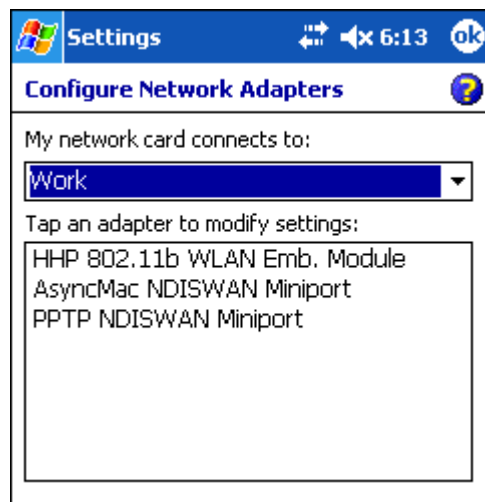 Settings 6:13 ok
Configure Network Adapters ?
My network card connects to:
Work
Tap an adapter to modify settings:
HHP 802.11b WLAN Emb. Module
AsyncMac NDISWAN Miniport
PPTP NDISWAN Miniport